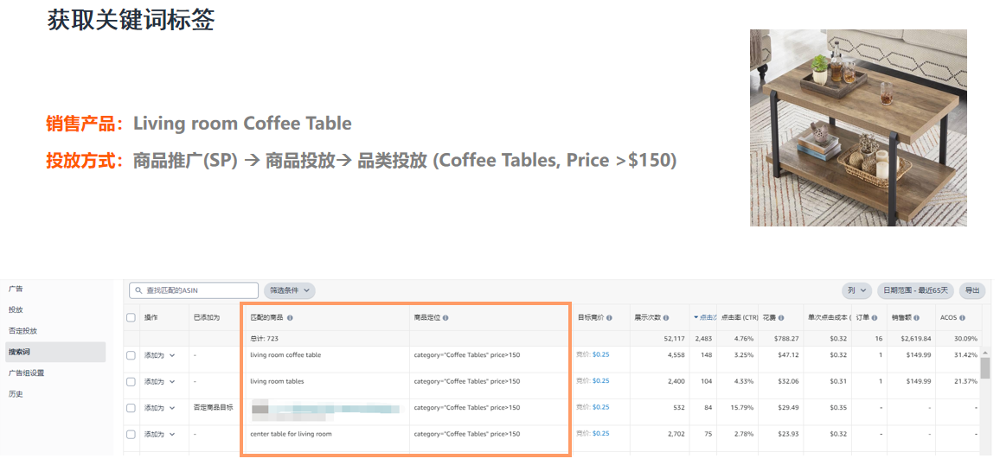 获取关键词标签
销售产品：Living room Coffee Table
投放方式：商品推广(SP) → 商品投放→ 品类投放 (Coffee Tables, Price >$150)
广告
投放
否定投放
搜索词
广告组设置
历史
查找匹配的ASIN 筛选条件 列 日期范围 - 最近65天 导出
操作 已添加为 匹配的商品 商品定位 目标竞价 展示次数 点击次 点击率 (CTR) 花费 单次点击成本 ( 订单 销售额 ACOS
总计: 723 52,117 2,483 4.76% $788.27 $0.32 16 $2,619.84 30.09%
添加为 - living room coffee table category="Coffee Tables" price>150 竞价: $0.25 4,558 148 3.25% $47.12 $0.32 1 $149.99 31.42%
添加为 - living room tables category="Coffee Tables" price>150 竞价: $0.25 2,400 104 4.33% $32.06 $0.31 1 $149.99 21.37%
添加为 否定商品目标 category="Coffee Tables" price>150 竞价: $0.25 532 84 15.79% $29.49 $0.35 - - -
添加为 - center table for living room category="Coffee Tables" price>150 竞价: $0.25 2,702 75 2.78% $23.93 $0.32 - - -